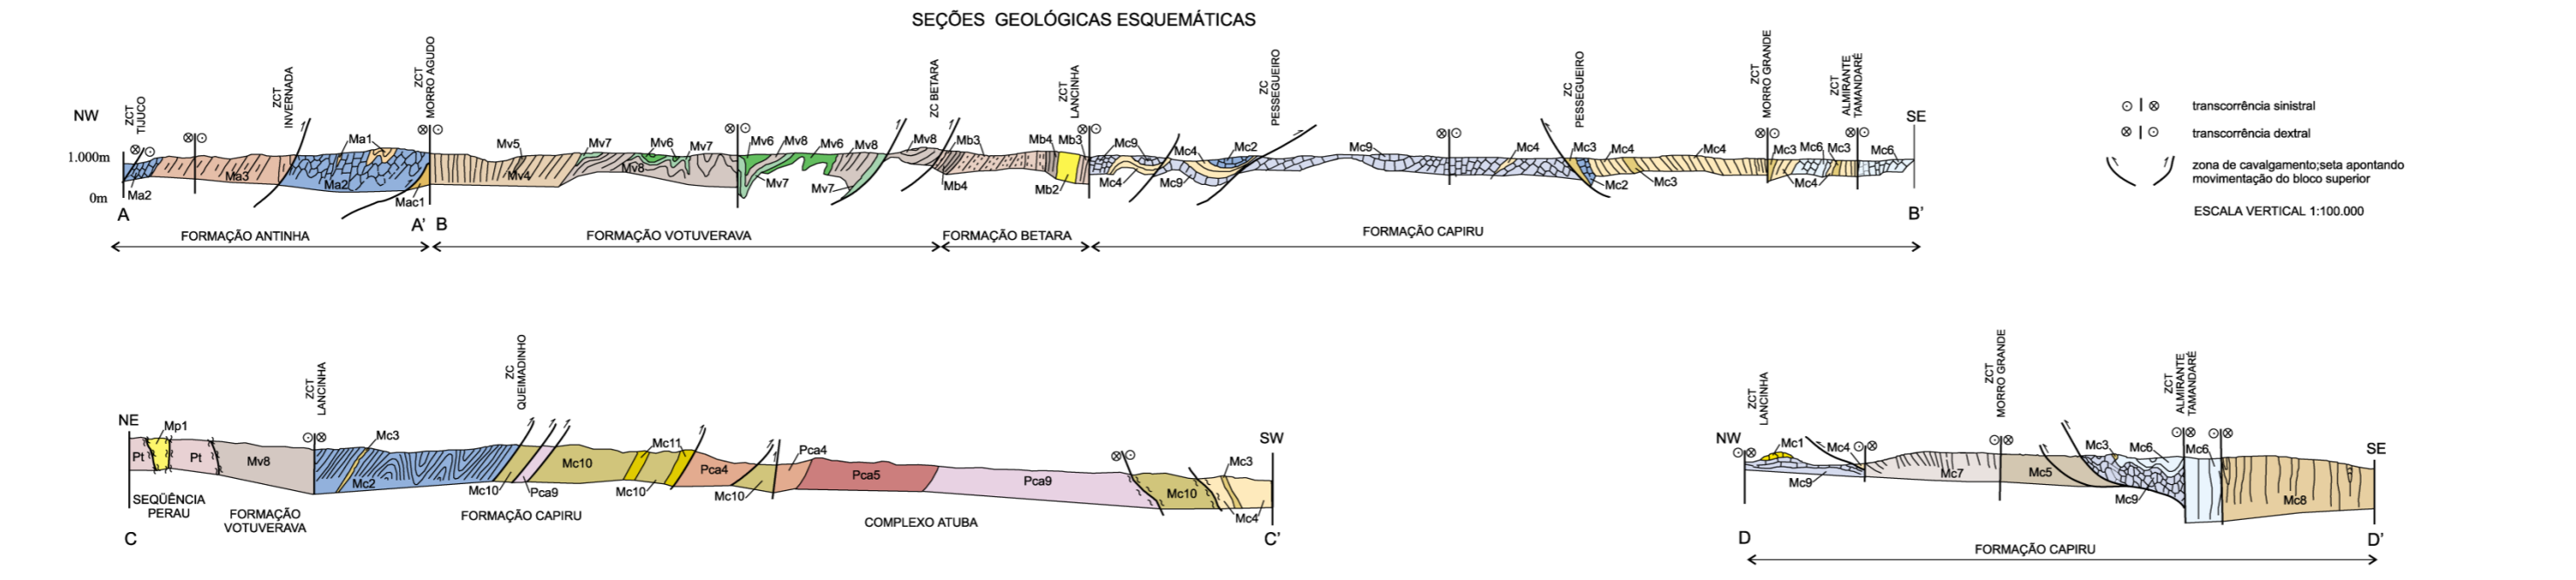 SEÇÕES GEOLÓGICAS ESQUEMÁTICAS
NW
ZCT TIJUCO
ZCT INVERNADA
ZCT MORRO AGUDO
ZC BETARA
ZCT LANCINHA
ZC PESSEGUEIRO
ZC PESSEGUEIRO
ZCT MORRO GRANDE
ZCT ALMIRANTE TAMANDARÉ
SE
1.000m
0m
Ma2
Ma3
Ma1
Ma2
Mac1
Mv5
Mv4
Mv7
Mv8
Mv6
Mv7
Mv6
Mv7
Mv8
Mv6
Mv7
Mv8
Mv8
Mb3
Mb4
Mb4
Mb2
Mb3
Mc9
Mc4
Mc4
Mc9
Mc2
Mc9
Mc4
Mc3
Mc2
Mc4
Mc3
Mc4
Mc3
Mc4
Mc6
Mc3
Mc6
A
A'
B
B'
FORMAÇÃO ANTINHA
FORMAÇÃO VOTUVERAVA
FORMAÇÃO BETARA
FORMAÇÃO CAPIRU
transcorrência sinistral
transcorrência dextral
zona de cavalgamento;seta apontando
movimentação do bloco superior
ESCALA VERTICAL 1:100.000
NE
ZCT LANCINHA
ZC QUEIMADINHO
SW
Pt
Mp1
Pt
Mv8
Mc3
Mc2
Mc10
Pca9
Mc10
Mc11
Mc10
Pca4
Mc10
Pca4
Pca5
Pca9
Mc10
Mc3
Mc4
SEQÜÊNCIA
PERAU
FORMAÇÃO
VOTUVERAVA
FORMAÇÃO CAPIRU
COMPLEXO ATUBA
C
C'
NW
ZCT LANCINHA
ZCT MORRO GRANDE
ZCT ALMIRANTE TAMANDARÉ
SE
Mc1
Mc9
Mc4
Mc7
Mc5
Mc3
Mc9
Mc6
Mc6
Mc8
D
D'
FORMAÇÃO CAPIRU